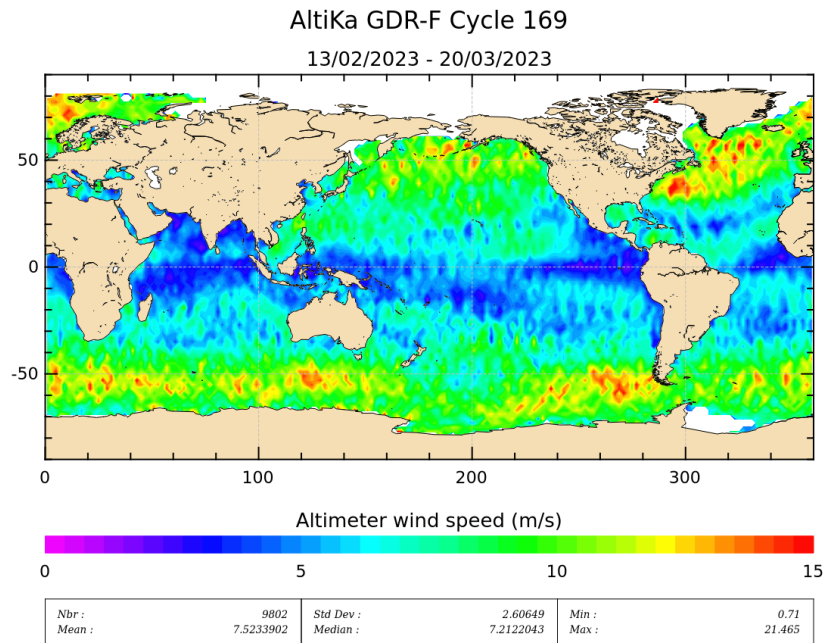 AltiKa GDR-F Cycle 169
13/02/2023 - 20/03/2023
50
0
-50
0 100 200 300
Altimeter wind speed (m/s)
0 5 10 15
Nbr : 9802 Std Dev : 2.60649 Min : 0.71
Mean : 7.5233902 Median : 7.2122043 Max : 21.465